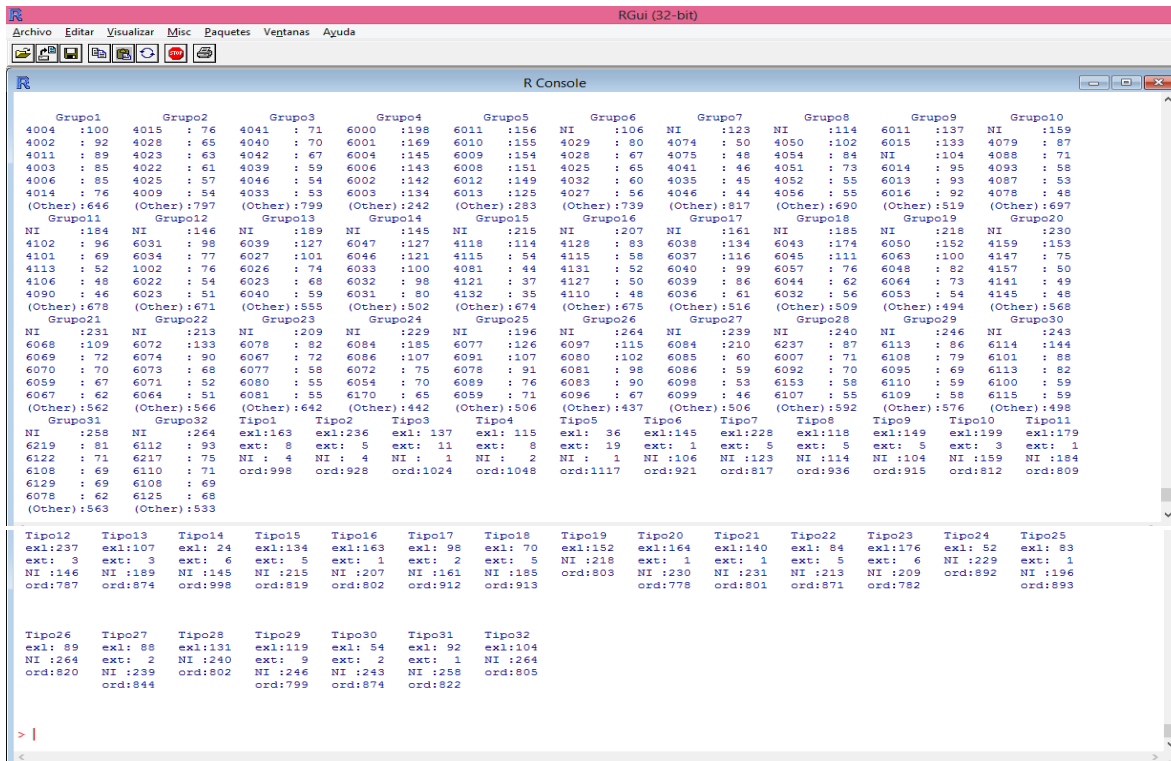 RGui (32-bit)
Archivo Editar Visualizar Misc Paquetes Ventanas Ayuda
STOP
R Console
Grupo1 Grupo2 Grupo3 Grupo4 Grupo5 Grupo6 Grupo7 Grupo8 Grupo9 Grupo10
4004 :100 4015 : 76 4041 : 71 6000 :198 6011 :156 NI :106 NI :123 NI :114 6011 :137 NI :159
4002 : 92 4028 : 65 4040 : 70 6001 :169 6010 :155 4029 : 80 4074 : 50 4050 :102 6015 :133 4079 : 87
4011 : 89 4023 : 63 4042 : 67 6004 :145 6009 :154 4028 : 67 4075 : 48 4054 : 84 NI :104 4088 : 71
4003 : 85 4022 : 61 4039 : 59 6006 :143 6008 :151 4025 : 65 4041 : 46 4051 : 73 6014 : 95 4093 : 58
4006 : 85 4025 : 57 4046 : 54 6002 :142 6012 :149 4032 : 60 4035 : 45 4052 : 55 6013 : 93 4087 : 53
4014 : 76 4009 : 54 4033 : 53 6003 :134 6013 :125 4027 : 56 4046 : 44 4056 : 55 6016 : 92 4078 : 48
(Other):646 (Other):797 (Other):799 (Other):242 (Other):283 (Other):739 (Other):817 (Other):690 (Other):519 (Other):697
Grupo11 Grupo12 Grupo13 Grupo14 Grupo15 Grupo16 Grupo17 Grupo18 Grupo19 Grupo20
NI :184 NI :146 NI :189 NI :145 NI :215 NI :207 NI :161 NI :185 NI :218 NI :230
4102 : 96 6031 : 98 6039 :127 6047 :127 4118 :114 4128 : 83 6038 :134 6043 :174 6050 :152 4159 :153
4101 : 69 6034 : 77 6027 :101 6046 :121 4115 : 54 4115 : 58 6037 :116 6045 :111 6063 :100 4147 : 75
4113 : 52 1002 : 76 6026 : 74 6033 :100 4081 : 44 4131 : 52 6040 : 99 6057 : 76 6048 : 82 4157 : 50
4106 : 48 6022 : 54 6023 : 68 6032 : 98 4121 : 37 4127 : 50 6039 : 86 6044 : 62 6064 : 73 4141 : 49
4090 : 46 6023 : 51 6040 : 59 6031 : 80 4132 : 35 4110 : 48 6036 : 61 6032 : 56 6053 : 54 4145 : 48
(Other):678 (Other):671 (Other):555 (Other):502 (Other):674 (Other):675 (Other):516 (Other):509 (Other):494 (Other):568
Grupo21 Grupo22 Grupo23 Grupo24 Grupo25 Grupo26 Grupo27 Grupo28 Grupo29 Grupo30
NI :231 NI :213 NI :209 NI :229 NI :196 NI :264 NI :239 NI :240 NI :246 NI :243
6068 :109 6072 :133 6078 : 82 6084 :185 6077 :126 6097 :115 6084 :210 6237 : 87 6113 : 86 6114 :144
6069 : 72 6074 : 90 6067 : 72 6086 :107 6091 :107 6080 :102 6085 : 60 6007 : 71 6108 : 79 6101 : 88
6070 : 70 6073 : 68 6077 : 58 6072 : 75 6078 : 91 6081 : 98 6086 : 59 6092 : 70 6095 : 69 6113 : 82
6059 : 67 6071 : 52 6080 : 55 6054 : 70 6089 : 76 6083 : 90 6098 : 53 6153 : 58 6110 : 59 6100 : 59
6067 : 62 6064 : 51 6081 : 55 6170 : 65 6059 : 71 6096 : 67 6099 : 46 6107 : 55 6109 : 58 6115 : 59
(Other):562 (Other):566 (Other):642 (Other):442 (Other):506 (Other):437 (Other):506 (Other):592 (Other):576 (Other):498
Grupo31 Grupo32 Tipo1 Tipo2 Tipo3 Tipo4 Tipo5 Tipo6 Tipo7 Tipo8 Tipo9 Tipo10 Tipo11
NI :258 NI :264 exl:163 exl:236 exl: 137 exl: 115 exl: 36 exl:145 exl:228 exl:118 exl:149 exl:199 exl:179
6219 : 81 6112 : 93 ext: 8 ext: 5 ext: 11 ext: 8 ext: 19 ext: 1 ext: 5 ext: 5 ext: 5 ext: 3 ext: 1
6122 : 71 6217 : 75 NI : 4 NI : 4 NI : 1 NI : 2 NI : 1 NI :106 NI :123 NI :114 NI :104 NI :159 NI :184
6108 : 69 6110 : 71 ord:998 ord:928 ord:1024 ord:1048 ord:1117 ord:921 ord:817 ord:936 ord:915 ord:812 ord:809
6129 : 69 6108 : 69
6078 : 62 6125 : 68
(Other):563 (Other):533
Tipo12 Tipo13 Tipo14 Tipo15 Tipo16 Tipo17 Tipo18 Tipo19 Tipo20 Tipo21 Tipo22 Tipo23 Tipo24 Tipo25
exl:237 exl:107 exl: 24 exl:134 exl:163 exl: 98 exl: 70 exl:152 exl:164 exl:140 exl: 84 exl:176 exl: 52 exl: 83
ext: 3 ext: 3 ext: 6 ext: 5 ext: 1 ext: 2 ext: 5 NI :218 ext: 1 ext: 1 ext: 5 ext: 6 NI :229 ext: 1
NI :146 NI :189 NI :145 NI :215 NI :207 NI :161 NI :185 ord:803 NI :230 NI :231 NI :213 NI :209 ord:892 NI :196
ord:787 ord:874 ord:998 ord:819 ord:802 ord:912 ord:913 ord:778 ord:801 ord:871 ord:782 ord:893
Tipo26 Tipo27 Tipo28 Tipo29 Tipo30 Tipo31 Tipo32
exl: 89 exl: 88 exl:131 exl:119 exl: 54 exl: 92 exl:104
NI :264 ext: 2 NI :240 ext: 9 ext: 2 ext: 1 NI :264
ord:820 NI :239 ord:802 NI :246 NI :243 NI :258 ord:805
ord:844 ord:799 ord:874 ord:822
> |